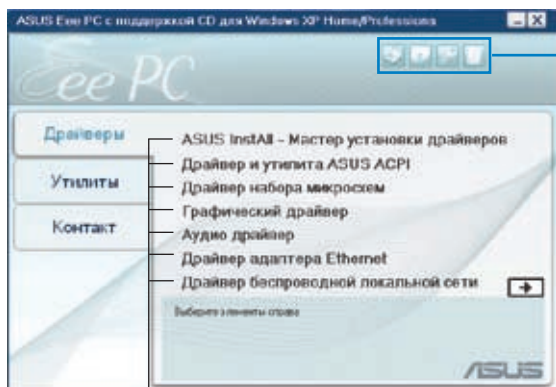 ASUS Eee PC с поддержкой CD для Windows XP Home/Professions
Eee PC
Драйверы
Утилиты
Контакт
ASUS InstAll - Мастер установки драйверов
Драйвер и утилита ASUS ACPI
Драйвер набора микросхем
Графический драйвер
Аудио драйвер
Драйвер адаптера Ethernet
Драйвер беспроводной локальной сети
Выберите элементы справа
ASUS